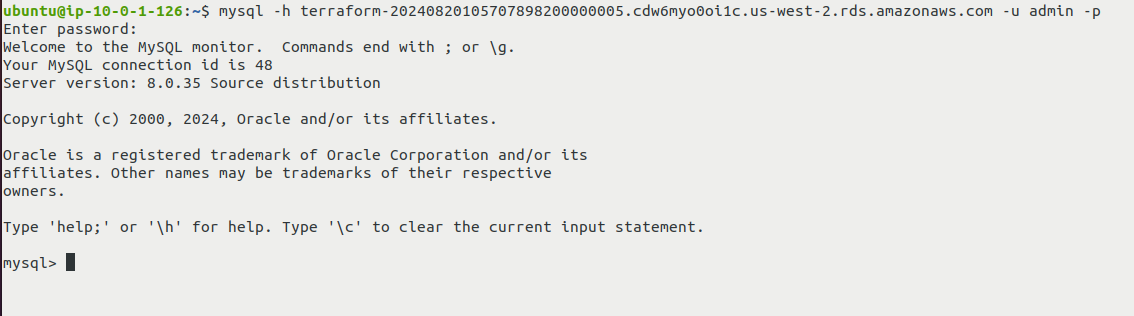 ubuntu@ip-10-0-1-126:~$ mysql -h terraform-20240820105707898200000005.cdw6myo0oi1c.us-west-2.rds.amazonaws.com -u admin -p
Enter password:
Welcome to the MySQL monitor.  Commands end with ; or \g.
Your MySQL connection id is 48
Server version: 8.0.35 Source distribution

Copyright (c) 2000, 2024, Oracle and/or its affiliates.

Oracle is a registered trademark of Oracle Corporation and/or its
affiliates. Other names may be trademarks of their respective
owners.

Type 'help;' or '\h' for help. Type '\c' to clear the current input statement.

mysql>